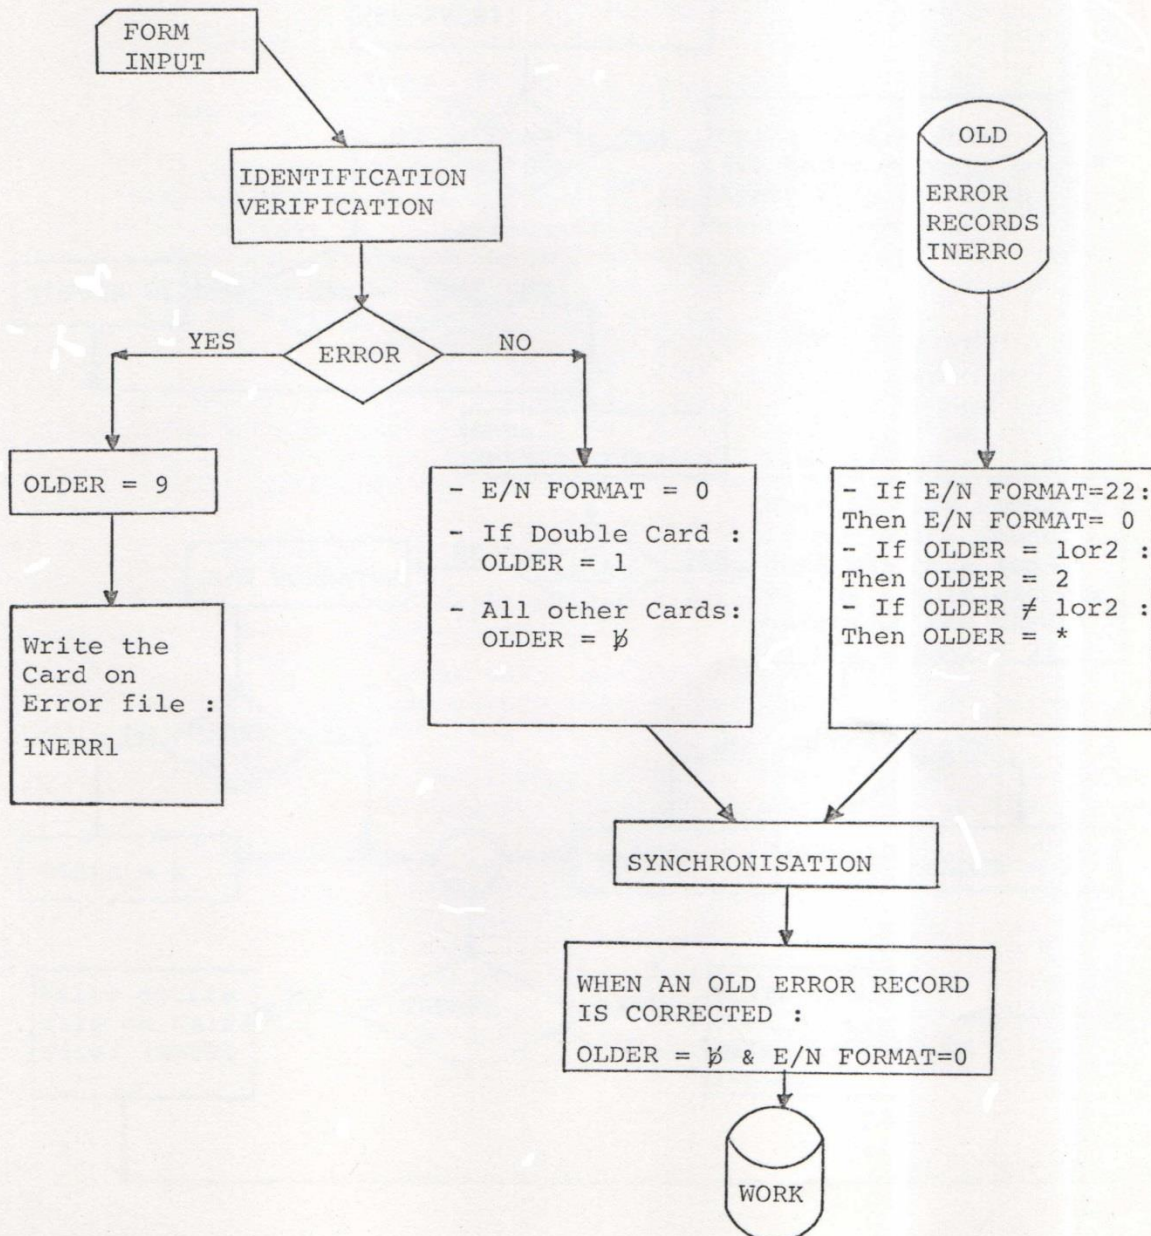 FORM
INPUT
IDENTIFICATION
VERIFICATION
ERROR
YES
NO
OLDER = 9
Write the
Card on
Error file :
INERR1
- E/N FORMAT = 0
- If Double Card :
OLDER = 1
- All other Cards:
OLDER = ␢
OLD
ERROR
RECORDS
INERRO
- If E/N FORMAT=22:
Then E/N FORMAT= 0
- If OLDER = 1or2 :
Then OLDER = 2
- If OLDER ≠ 1or2 :
Then OLDER = *
SYNCHRONISATION
WHEN AN OLD ERROR RECORD
IS CORRECTED :
OLDER = ␢ & E/N FORMAT=0
WORK